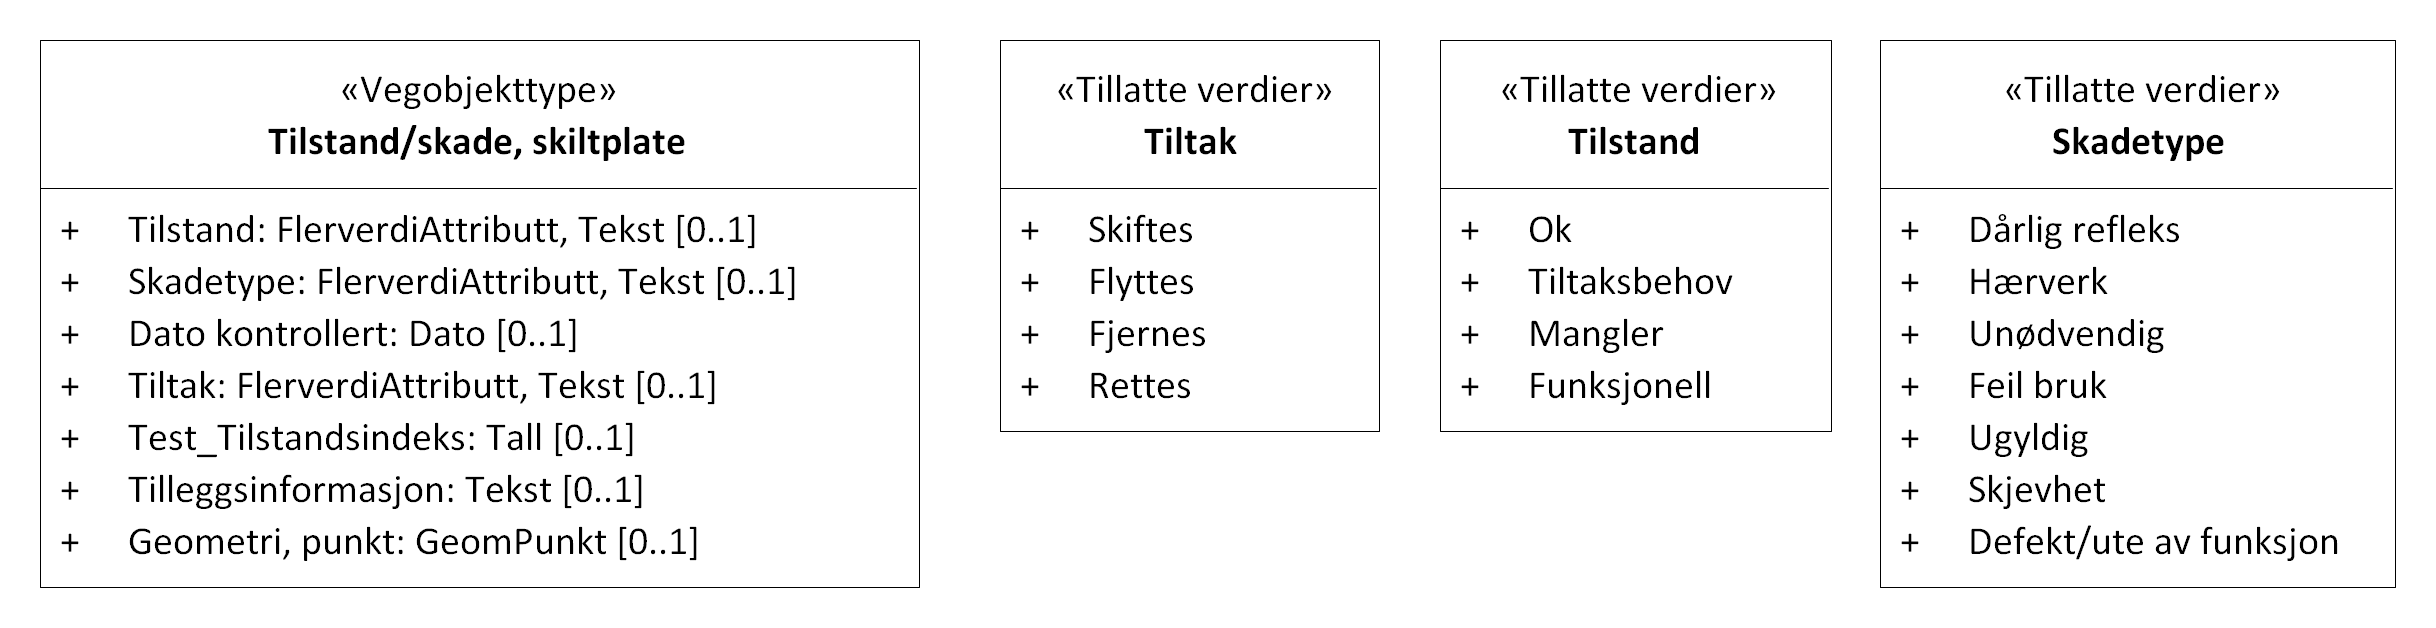 «Vegobjekttype»
Tilstand/skade, skiltplate
+ Tilstand: FlerverdiAttributt, Tekst [0..1]
+ Skadetype: FlerverdiAttributt, Tekst [0..1]
+ Dato kontrollert: Dato [0..1]
+ Tiltak: FlerverdiAttributt, Tekst [0..1]
+ Test_Tilstandsindeks: Tall [0..1]
+ Tilleggsinformasjon: Tekst [0..1]
+ Geometri, punkt: GeomPunkt [0..1]
«Tillatte verdier»
Tiltak
+ Skiftes
+ Flyttes
+ Fjernes
+ Rettes
«Tillatte verdier»
Tilstand
+ Ok
+ Tiltaksbehov
+ Mangler
+ Funksjonell
«Tillatte verdier»
Skadetype
+ Dårlig refleks
+ Hærverk
+ Unødvendig
+ Feil bruk
+ Ugyldig
+ Skjevhet
+ Defekt/ute av funksjon